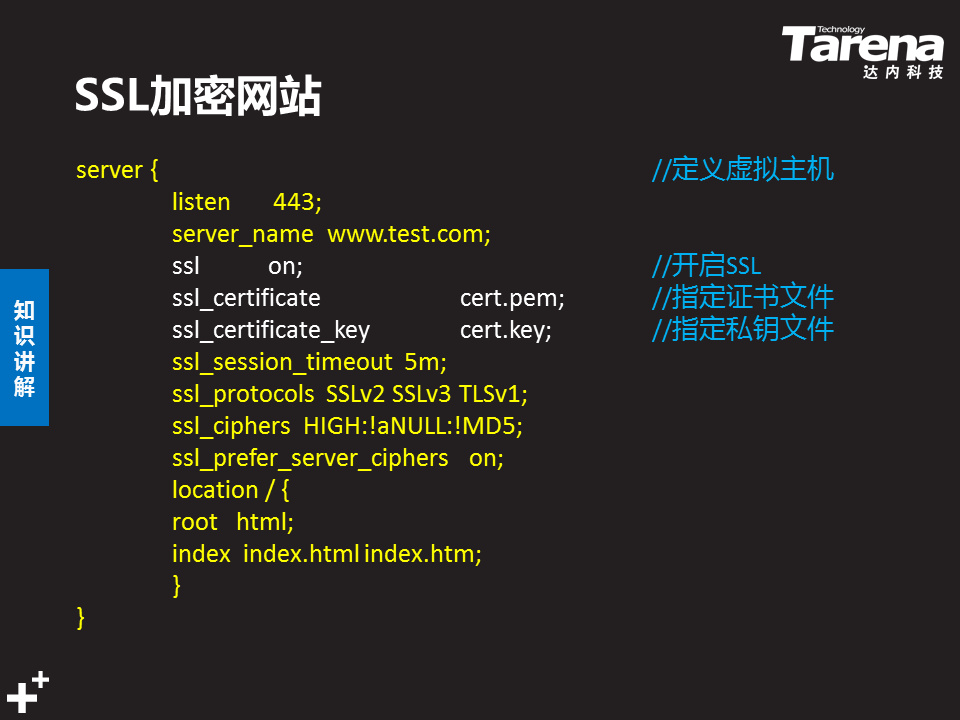 Technology
Tarena
达内科技
SSL加密网站
server { //定义虚拟主机
listen 443;
server_name www.test.com;
ssl on; //开启SSL
ssl_certificate cert.pem; //指定证书文件
ssl_certificate_key cert.key; //指定私钥文件
ssl_session_timeout 5m;
ssl_protocols SSLv2 SSLv3 TLSv1;
ssl_ciphers HIGH:!aNULL:!MD5;
ssl_prefer_server_ciphers on;
location / {
root html;
index index.html index.htm;
}
}
知
识
讲
解